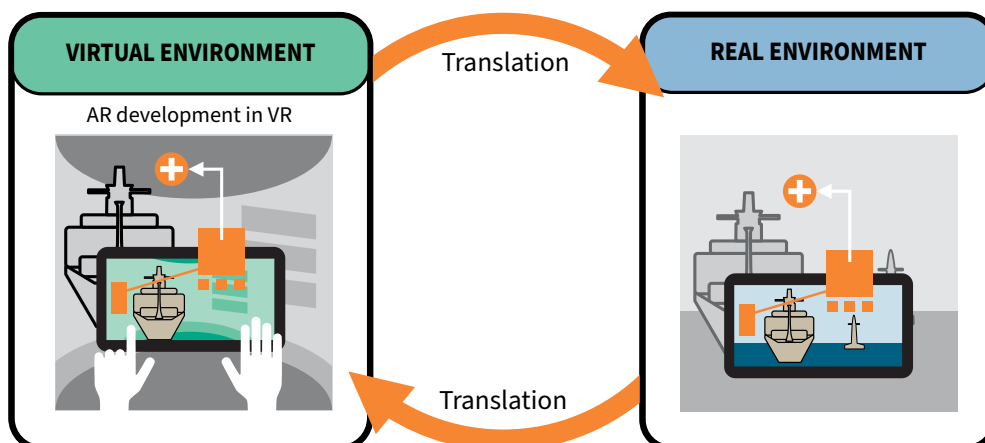 VIRTUAL ENVIRONMENT
Translation
REAL ENVIRONMENT
AR development in VR
Translation